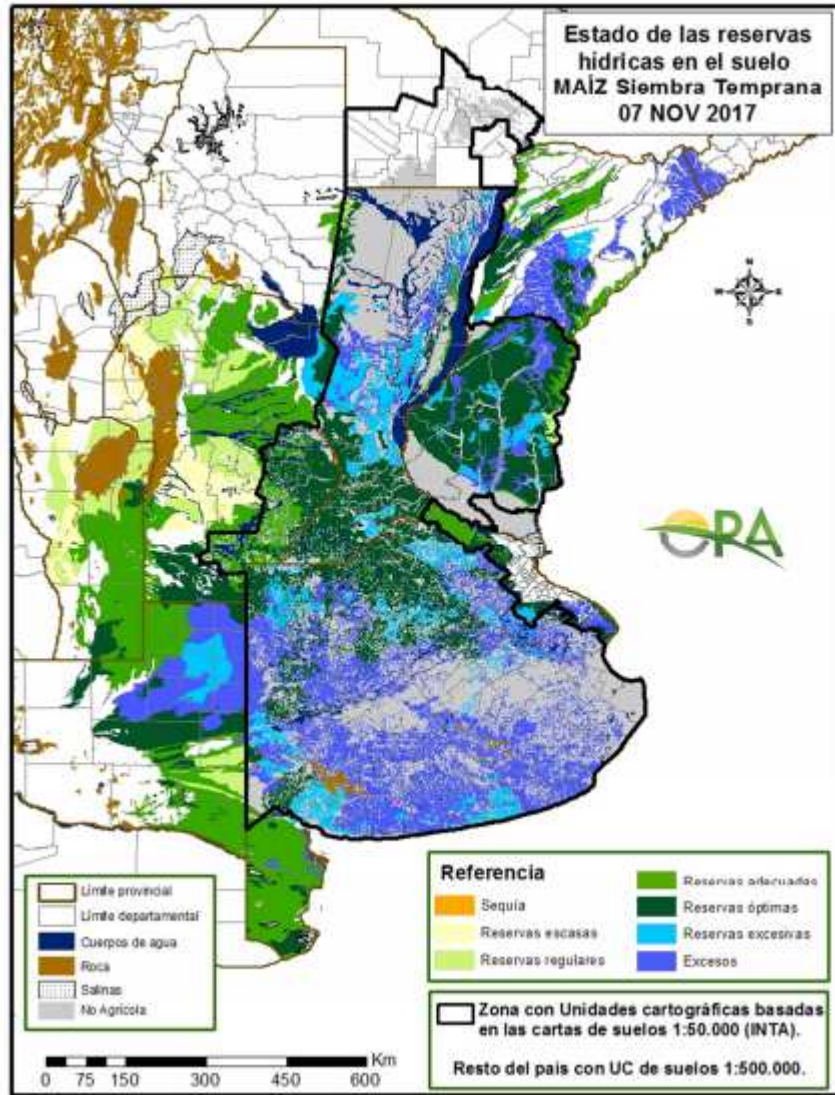 Estado de las reservas
hídricas en el suelo
MAÍZ Siembra Temprana
07 NOV 2017
N
W
E
S
OPA
Límite provincial
Límite departamental
Cuerpos de agua
Roca
Salinas
No Agrícola
Referencia
Sequía
Reservas escasas
Reservas regulares
Reservas adecuadas
Reservas óptimas
Reservas excesivas
Excesos
Zona con Unidades cartográficas basadas
en las cartas de suelos 1:50.000 (INTA).
Resto del país con UC de suelos 1:500.000.
Km
0 75 150 300 450 600